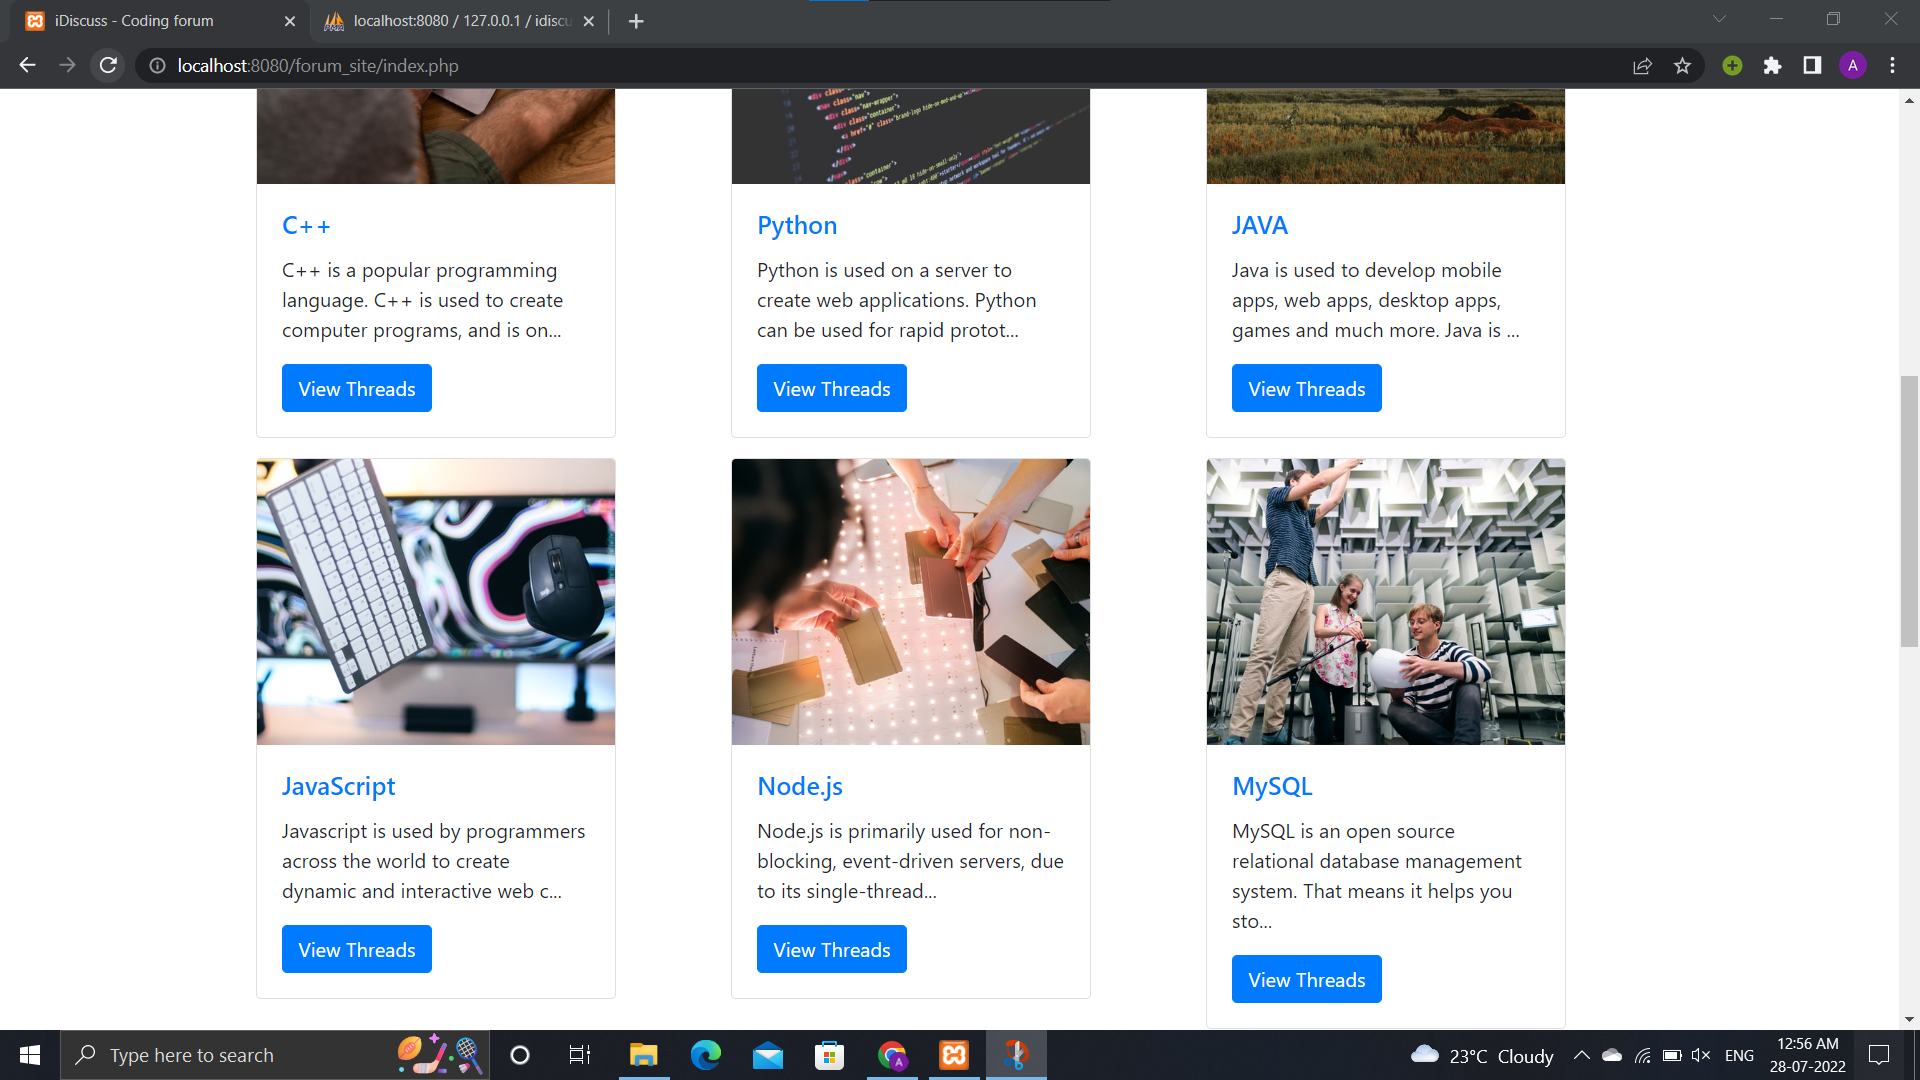 iDiscuss - Coding forum
localhost:8080 / 127.0.0.1 / idiscu
localhost:8080/forum_site/index.php
A
C++
C++ is a popular programming
language. C++ is used to create
computer programs, and is on...
View Threads
Python
Python is used on a server to
create web applications. Python
can be used for rapid protot...
View Threads
JAVA
Java is used to develop mobile
apps, web apps, desktop apps,
games and much more. Java is ...
View Threads
JavaScript
Javascript is used by programmers
across the world to create
dynamic and interactive web c...
View Threads
Node.js
Node.js is primarily used for non-
blocking, event-driven servers, due
to its single-thread...
View Threads
MySQL
MySQL is an open source
relational database management
system. That means it helps you
sto...
View Threads
Type here to search
23°C Cloudy
ENG
12:56 AM
28-07-2022